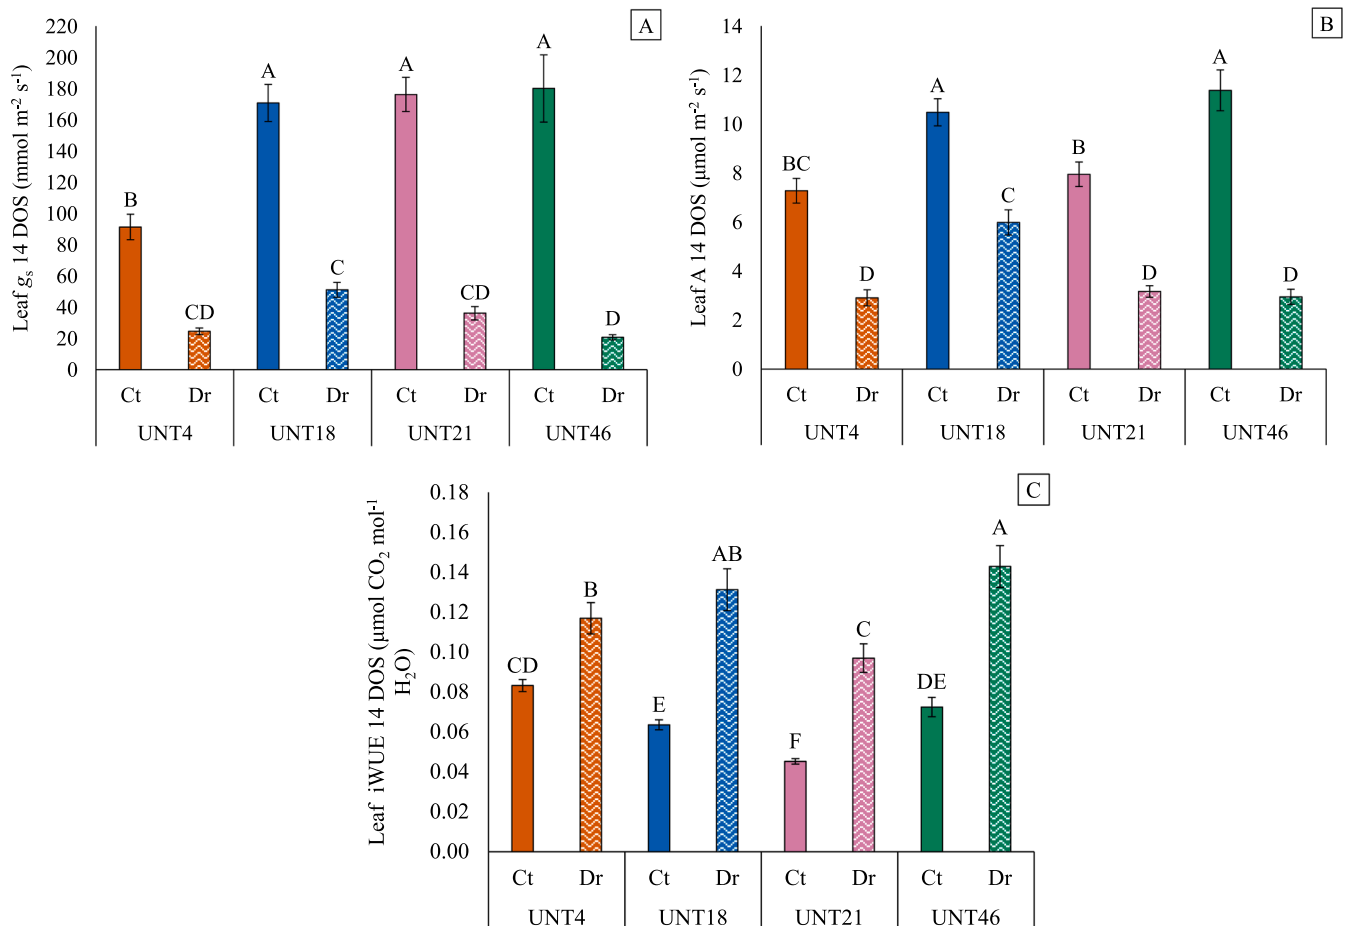 A
Leaf gₛ 14 DOS (mmol m⁻² s⁻¹)
220
200
180
160
140
120
100
80
60
40
20
0
B
CD
A
C
A
CD
A
D
Ct Dr Ct Dr Ct Dr Ct Dr
UNT4 UNT18 UNT21 UNT46
B
Leaf A 14 DOS (μmol m⁻² s⁻¹)
14
12
10
8
6
4
2
0
BC
D
A
C
B
D
A
D
Ct Dr Ct Dr Ct Dr Ct Dr
UNT4 UNT18 UNT21 UNT46
C
Leaf iWUE 14 DOS (μmol CO₂ mol⁻¹
H₂O)
0.18
0.16
0.14
0.12
0.10
0.08
0.06
0.04
0.02
0.00
CD
B
E
AB
F
C
DE
A
Ct Dr Ct Dr Ct Dr Ct Dr
UNT4 UNT18 UNT21 UNT46